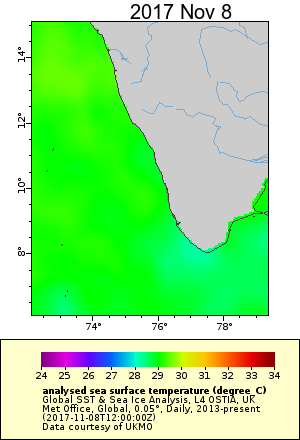 2017 Nov 8
14°
12°
10°
8°
74° 76° 78°
24 25 26 27 28 29 30 31 32 33 34
analysed sea surface temperature (degree_C)
Global SST & Sea Ice Analysis, L4 OSTIA, UK
Met Office, Global, 0.05°, Daily, 2013-present
(2017-11-08T12:00:00Z)
Data courtesy of UKMO